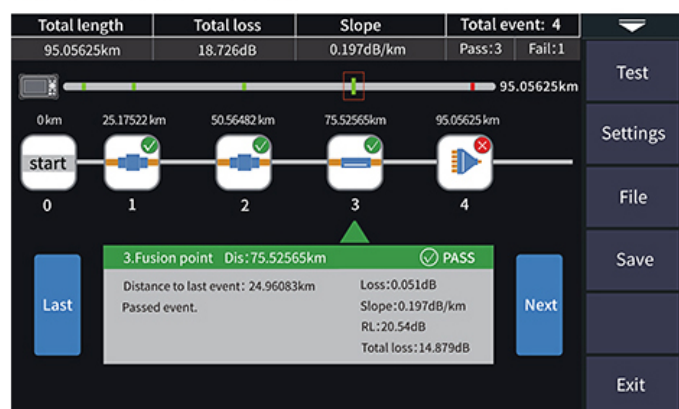 Total length Total loss Slope Total event: 4
95.05625km 18.726dB 0.197dB/km Pass:3 Fail:1
95.05625km
0km 25.17522 km 50.56482 km 75.52565km 95.05625 km
start
0 1 2 3 4
3.Fusion point Dis:75.52565km PASS
Distance to last event: 24.96083km Loss:0.051dB
Passed event. Slope:0.197dB/km
RL:20.54dB
Total loss:14.879dB
Last
Next
Test
Settings
File
Save
Exit